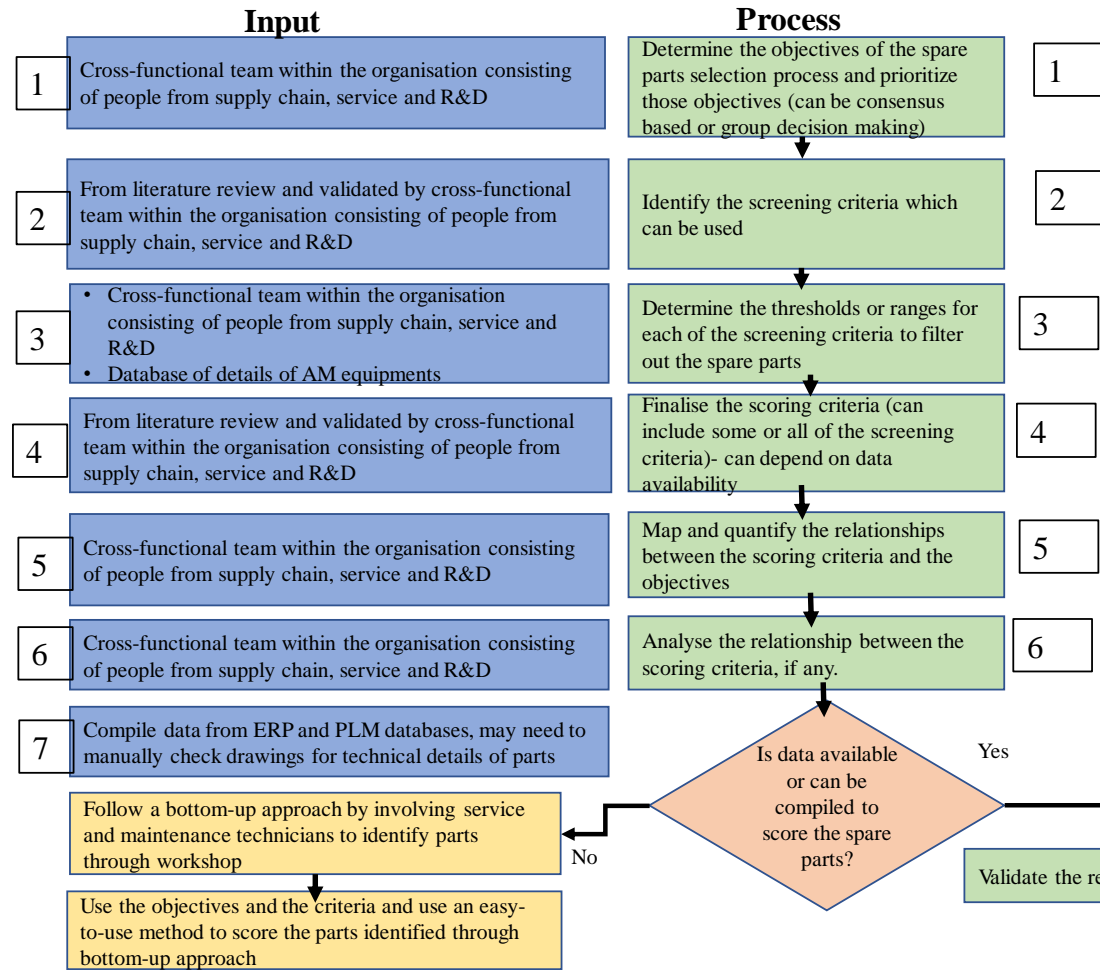 Input
Process
1
Cross-functional team within the organisation consisting
of people from supply chain, service and R&D
Determine the objectives of the spare
parts selection process and prioritize
those objectives (can be consensus
based or group decision making)
1
2
From literature review and validated by cross-functional
team within the organisation consisting of people from
supply chain, service and R&D
Identify the screening criteria which
can be used
2
3
• Cross-functional team within the organisation
consisting of people from supply chain, service and
R&D
• Database of details of AM equipments
Determine the thresholds or ranges for
each of the screening criteria to filter
out the spare parts
3
4
From literature review and validated by cross-functional
team within the organisation consisting of people from
supply chain, service and R&D
Finalise the scoring criteria (can
include some or all of the screening
criteria)- can depend on data
availability
4
5
Cross-functional team within the organisation consisting
of people from supply chain, service and R&D
Map and quantify the relationships
between the scoring criteria and the
objectives
5
6
Cross-functional team within the organisation consisting
of people from supply chain, service and R&D
Analyse the relationship between the
scoring criteria, if any.
6
7
Compile data from ERP and PLM databases, may need to
manually check drawings for technical details of parts
Is data available
or can be
compiled to
score the spare
parts?
Yes
No
Follow a bottom-up approach by involving service
and maintenance technicians to identify parts
through workshop
Use the objectives and the criteria and use an easy-
to-use method to score the parts identified through
bottom-up approach
Validate the re